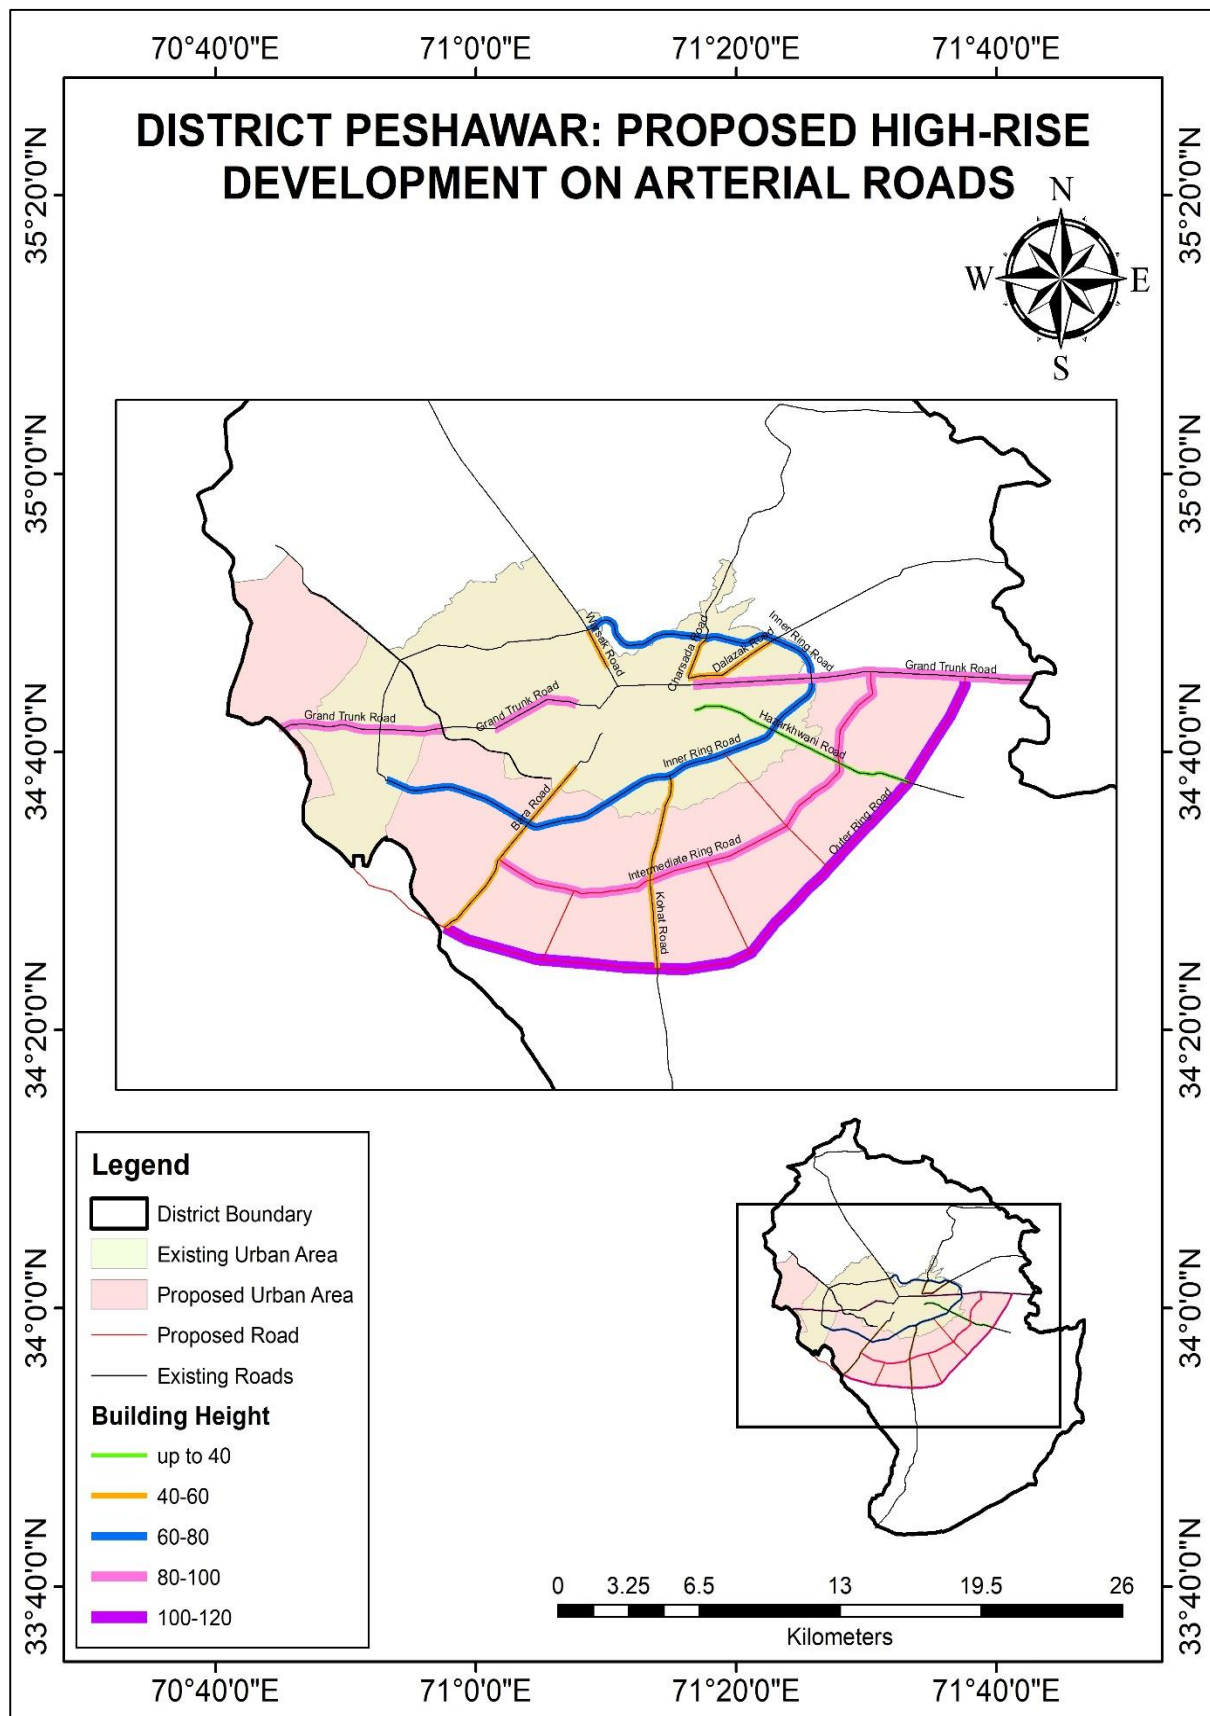 70°40'0"E 71°0'0"E 71°20'0"E 71°40'0"E
DISTRICT PESHAWAR: PROPOSED HIGH-RISE
DEVELOPMENT ON ARTERIAL ROADS
N
W E
S
35°20'0"N 35°20'0"N
35°0'0"N 35°0'0"N
34°40'0"N 34°40'0"N
34°20'0"N 34°20'0"N
34°0'0"N 34°0'0"N
33°40'0"N 33°40'0"N
Warsak Road
Charsada Road
Dalazak Road
Inner Ring Road
Grand Trunk Road
Grand Trunk Road
Grand Trunk Road
Hazarkhwani Road
Inner Ring Road
Bara Road
Intermediate Ring Road
Outer Ring Road
Kohat Road
Legend
District Boundary
Existing Urban Area
Proposed Urban Area
Proposed Road
Existing Roads
Building Height
up to 40
40-60
60-80
80-100
100-120
0 3.25 6.5 13 19.5 26
Kilometers
70°40'0"E 71°0'0"E 71°20'0"E 71°40'0"E